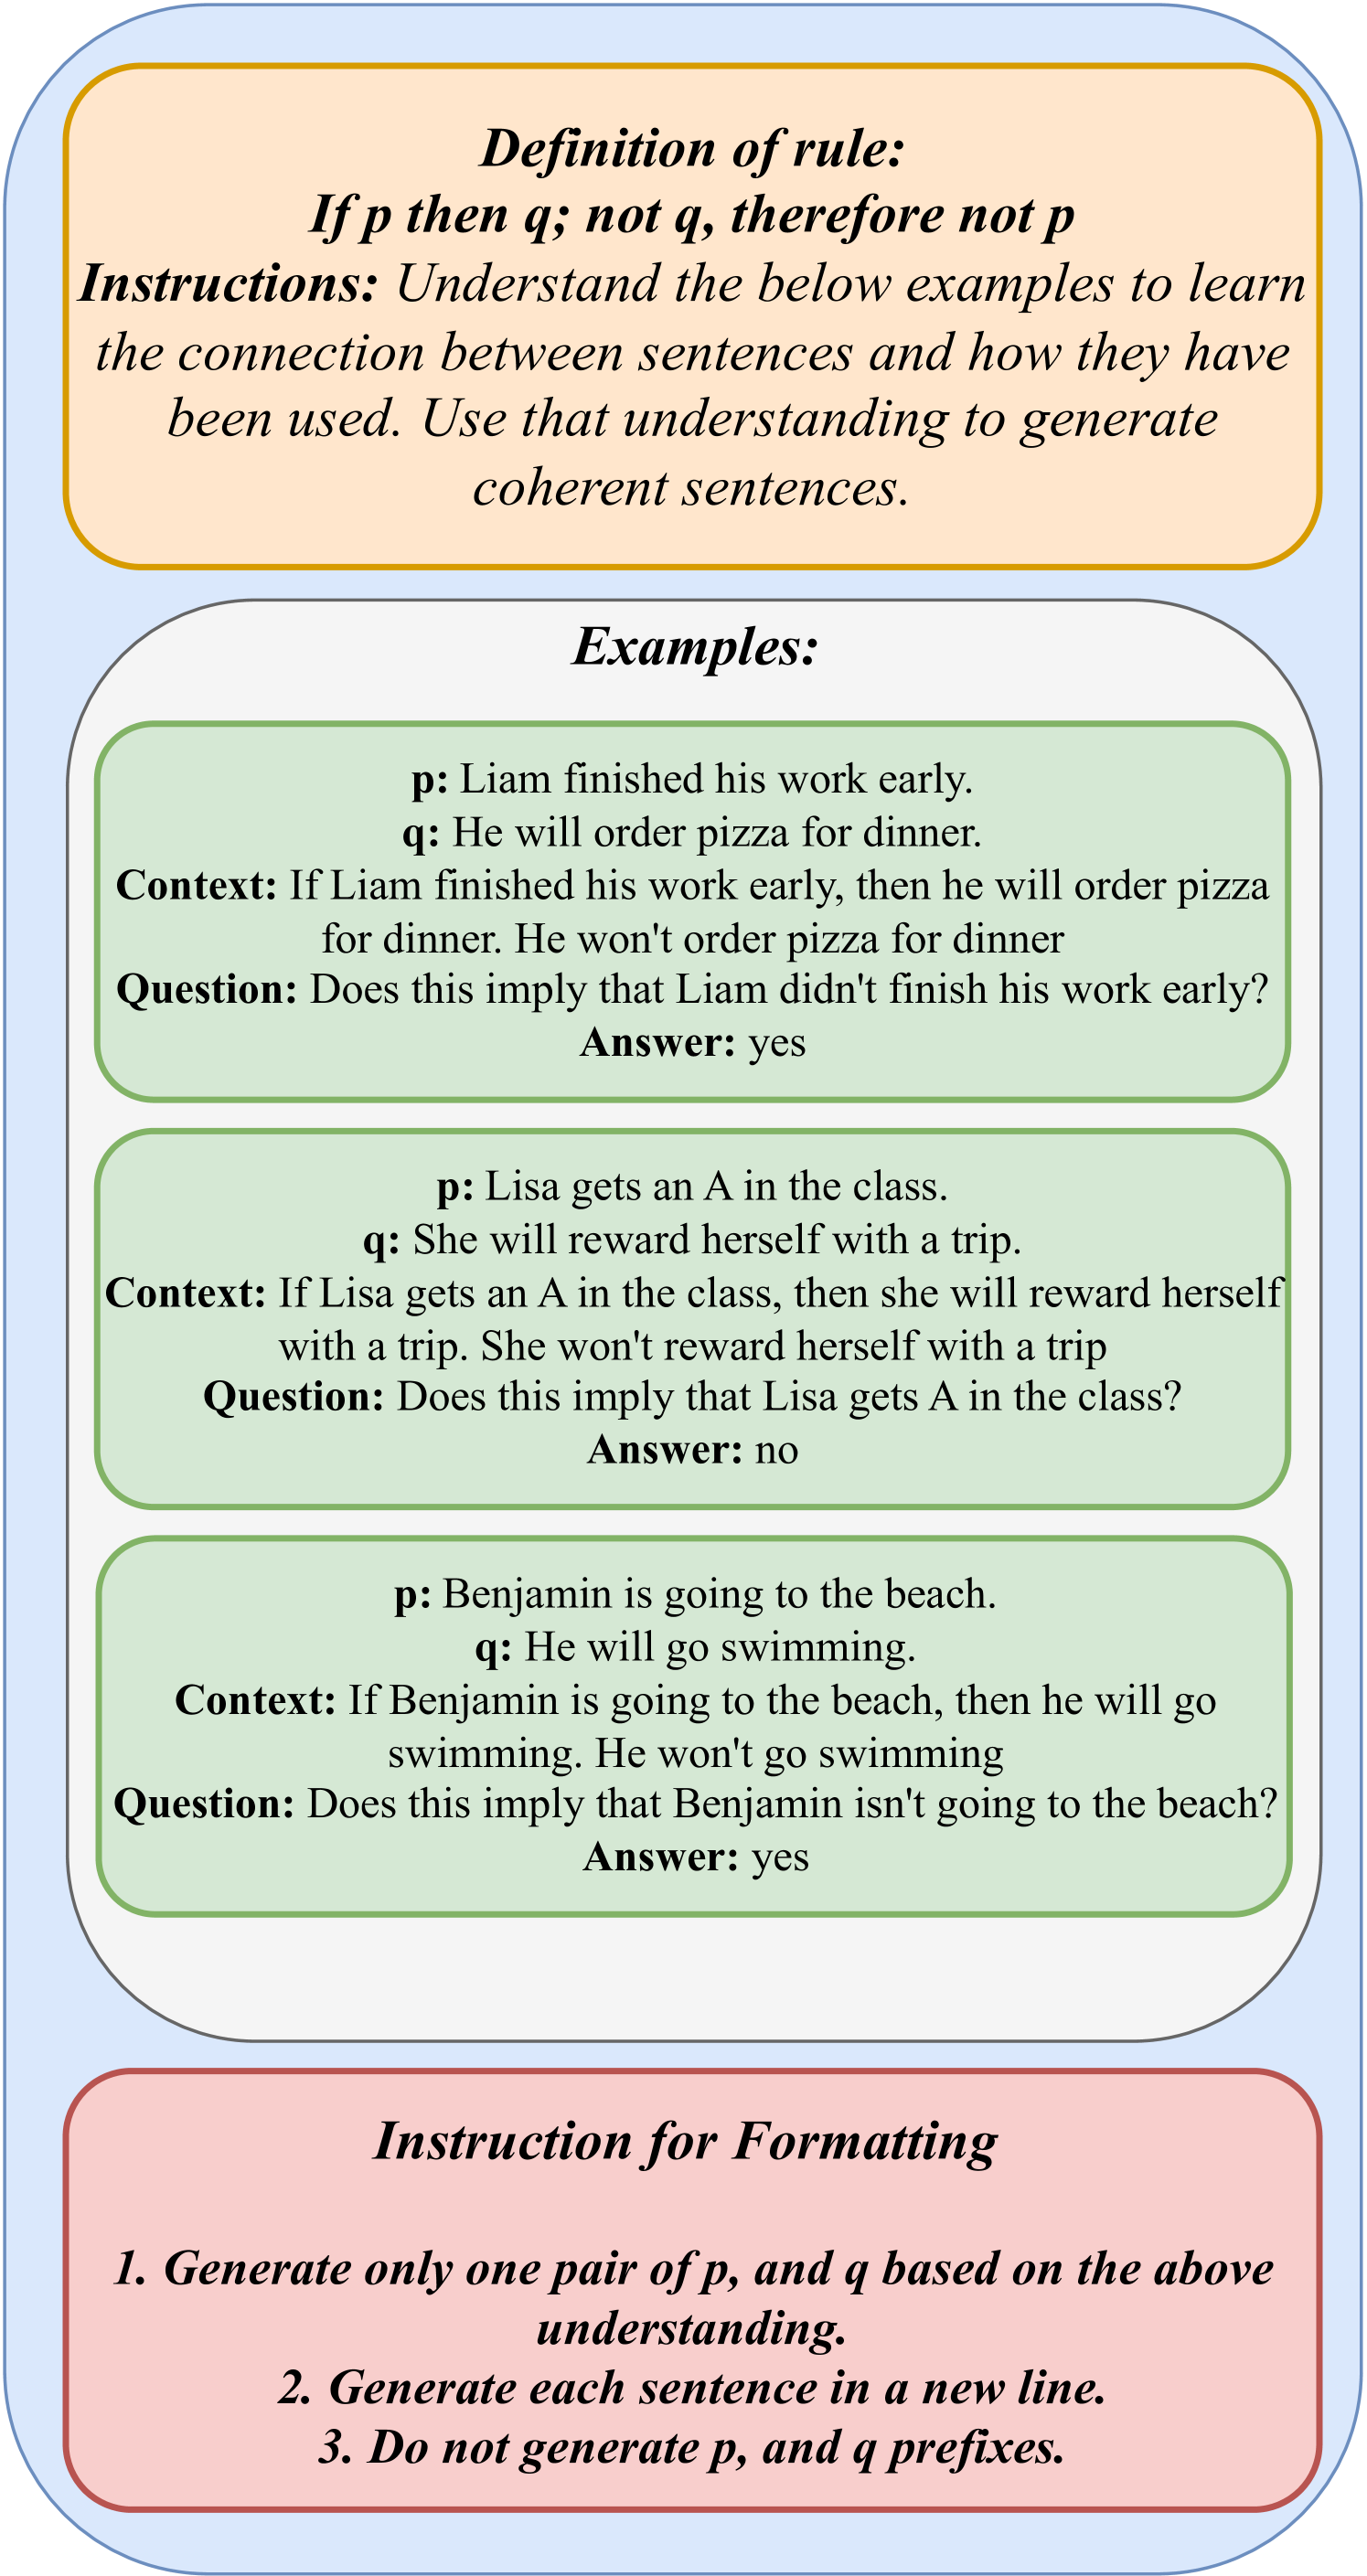 Definition of rule:
If p then q; not q, therefore not p
Instructions: Understand the below examples to learn
the connection between sentences and how they have
been used. Use that understanding to generate
coherent sentences.
Examples:
p: Liam finished his work early.
q: He will order pizza for dinner.
Context: If Liam finished his work early, then he will order pizza
for dinner. He won't order pizza for dinner
Question: Does this imply that Liam didn't finish his work early?
Answer: yes
p: Lisa gets an A in the class.
q: She will reward herself with a trip.
Context: If Lisa gets an A in the class, then she will reward herself
with a trip. She won't reward herself with a trip
Question: Does this imply that Lisa gets A in the class?
Answer: no
p: Benjamin is going to the beach.
q: He will go swimming.
Context: If Benjamin is going to the beach, then he will go
swimming. He won't go swimming
Question: Does this imply that Benjamin isn't going to the beach?
Answer: yes
Instruction for Formatting
1. Generate only one pair of p, and q based on the above
understanding.
2. Generate each sentence in a new line.
3. Do not generate p, and q prefixes.